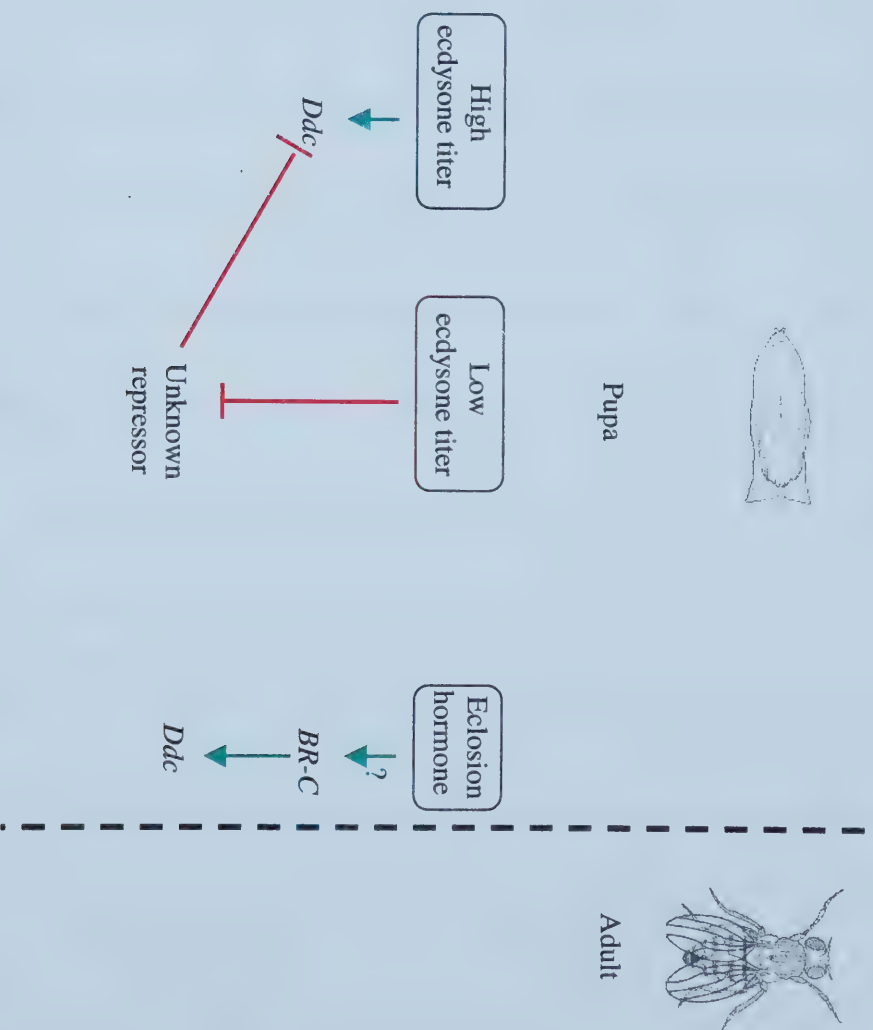 Pupa
Adult
High
ecdysone titer
Low
ecdysone titer
Eclosion
hormone
Ddc
?
BR-C
Unknown
repressor
Ddc